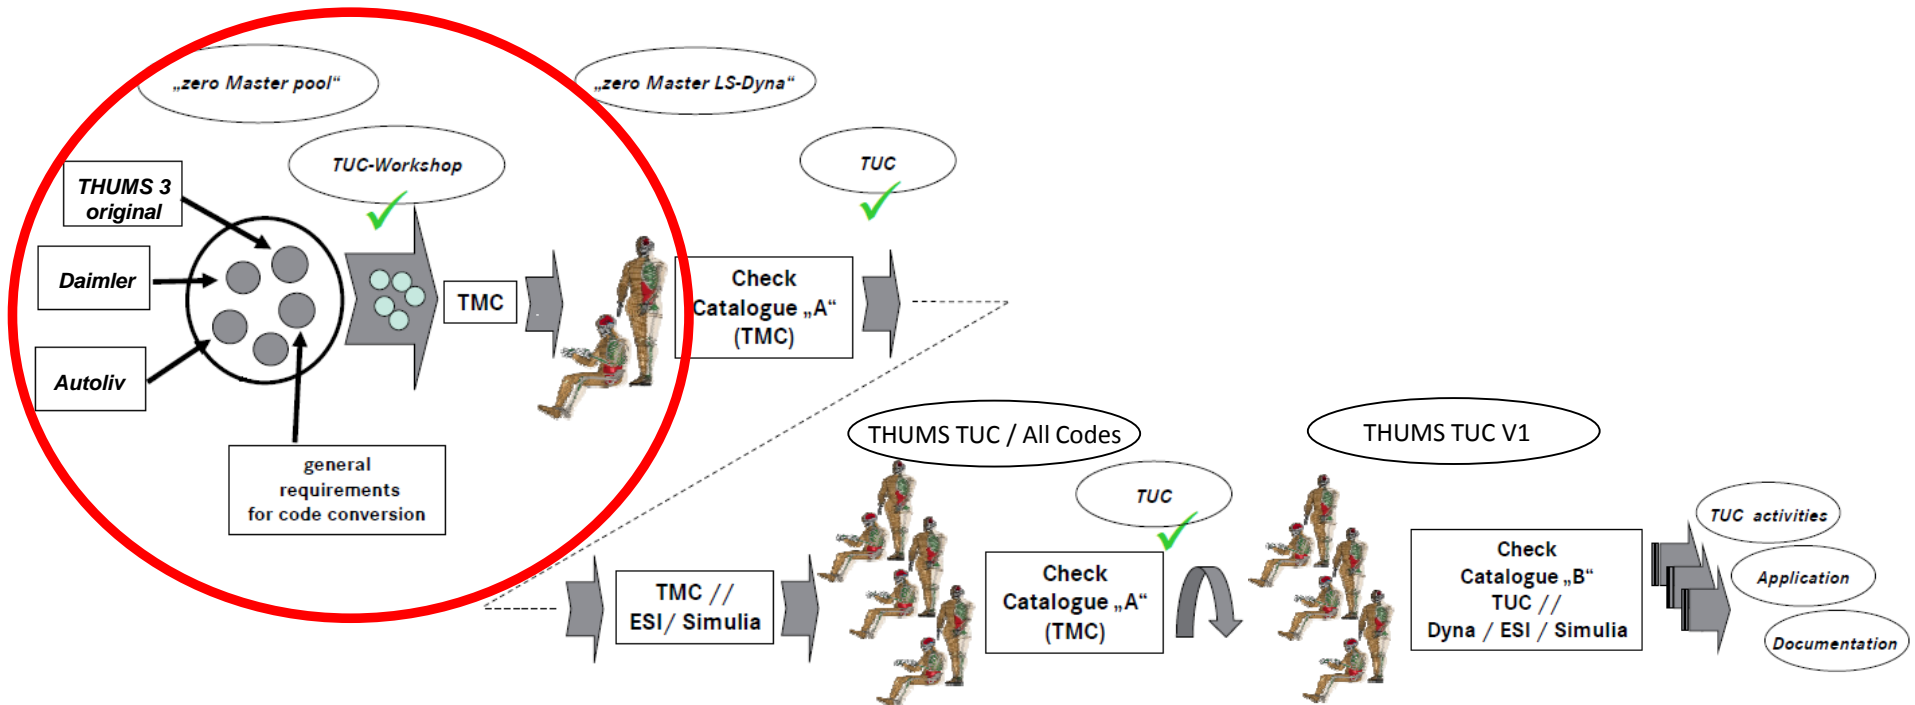 „zero Master pool“
„zero Master LS-Dyna“
TUC-Workshop
TUC
THUMS 3
original
Daimler
Autoliv
TMC
Check
Catalogue „A“
(TMC)
general
requirements
for code conversion
THUMS TUC / All Codes
THUMS TUC V1
TUC
TMC //
ESI/ Simulia
Check
Catalogue „A“
(TMC)
Check
Catalogue „B“
TUC //
Dyna / ESI / Simulia
TUC activities
Application
Documentation